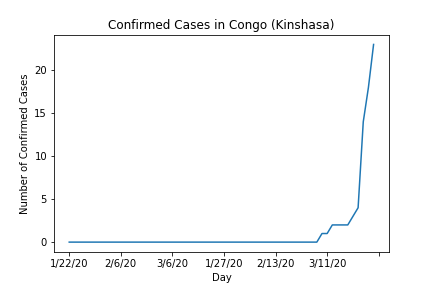 Confirmed Cases in Congo (Kinshasa)
Number of Confirmed Cases
20
15
10
5
0
1/22/20 2/6/20 3/6/20 1/27/20 2/13/20 3/11/20
Day